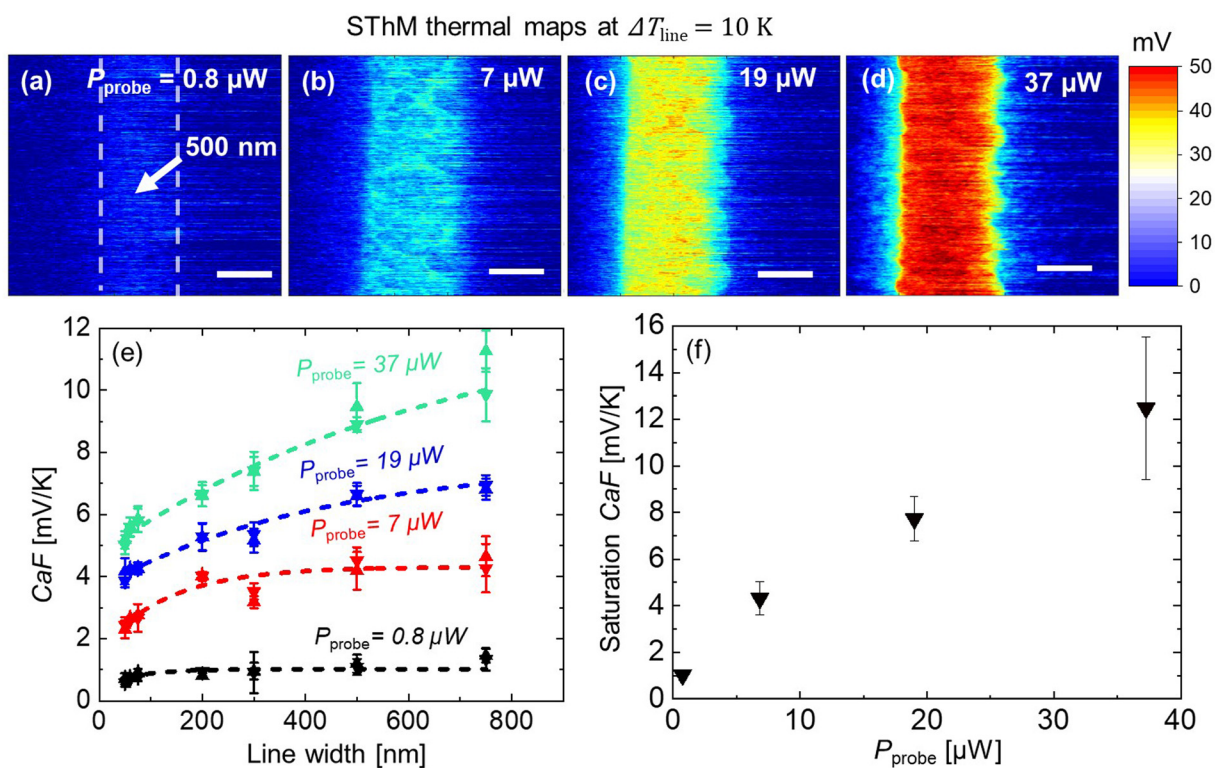 SThM thermal maps at ΔT_line = 10 K
mV
(a) P_probe = 0.8 µW
(b) 7 µW
(c) 19 µW
(d) 37 µW
500 nm
50
40
30
20
10
0
(e)
12
10
8
6
4
2
0
CaF [mV/K]
P_probe = 37 µW
P_probe = 19 µW
P_probe = 7 µW
P_probe = 0.8 µW
0 200 400 600 800
Line width [nm]
(f)
16
14
12
10
8
6
4
2
0
Saturation CaF [mV/K]
0 10 20 30 40
P_probe [µW]